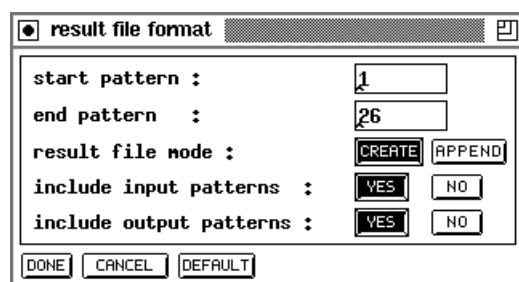 result file format
start pattern : 1
end pattern : 26
result file mode : CREATE APPEND
include input patterns : YES NO
include output patterns : YES NO
DONE CANCEL DEFAULT